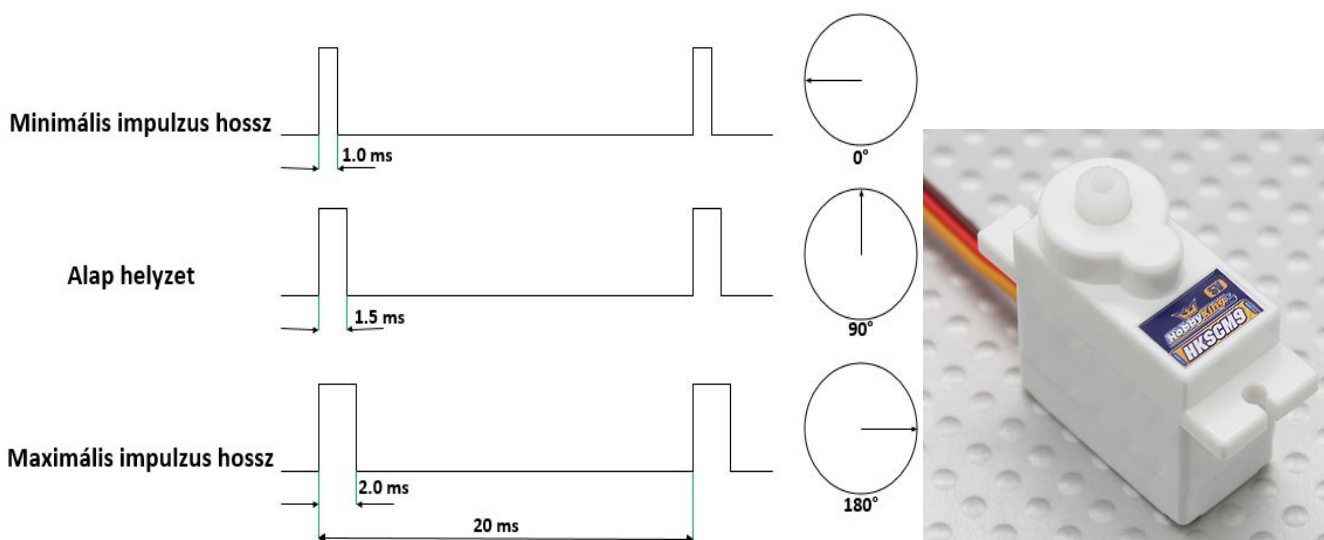 Minimális impulzus hossz
1.0 ms
0°
Alap helyzet
1.5 ms
90°
Maximális impulzus hossz
2.0 ms
20 ms
180°
HobbyKing
HKSCM9